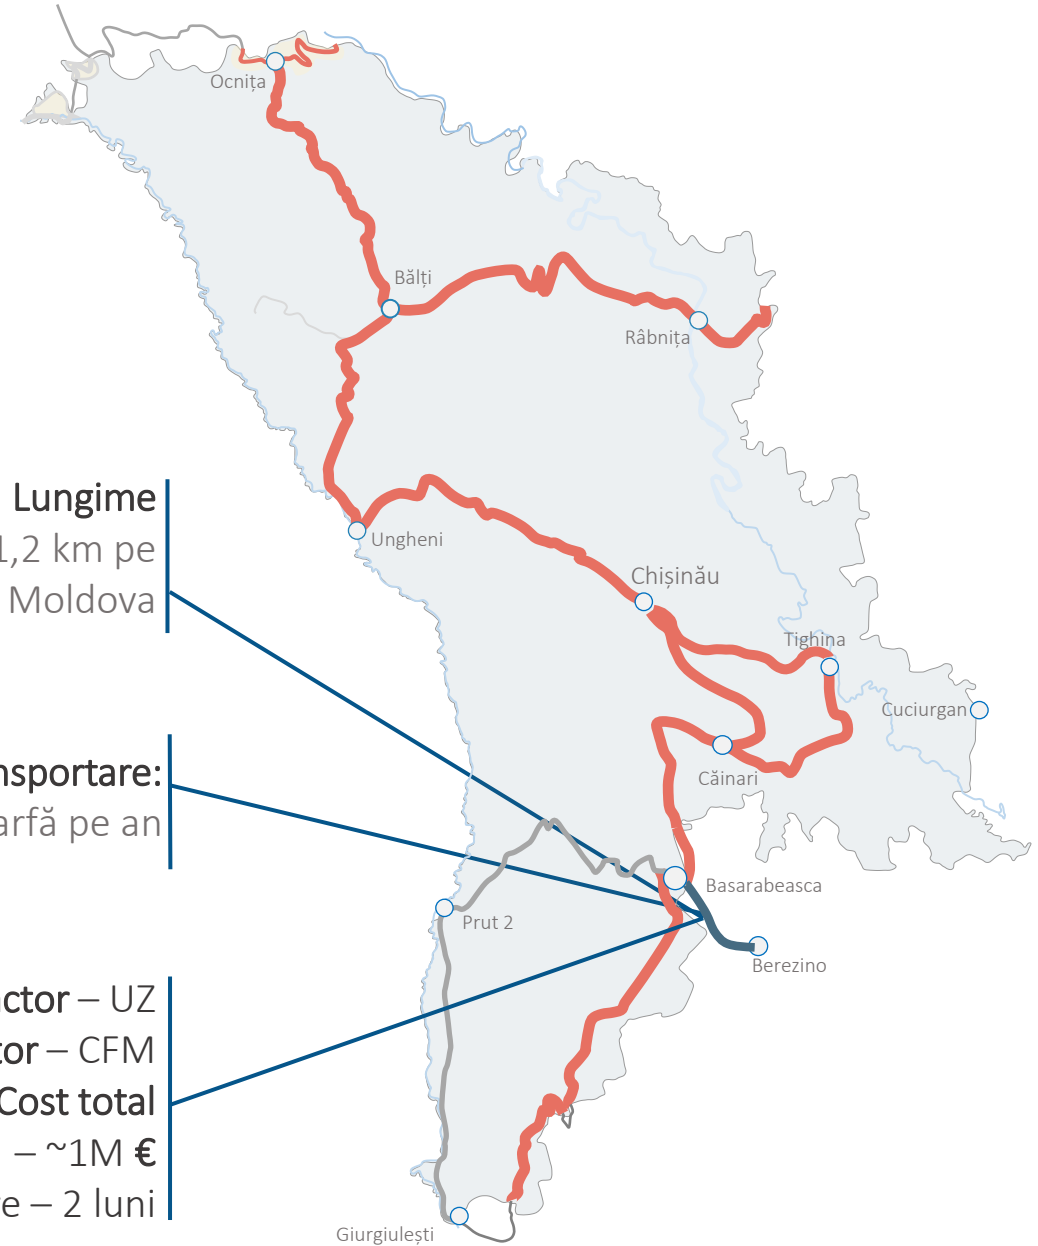 Ocnița
Bălți
Râbnița
Lungime
1,2 km pe
Moldova
Ungheni
Chișinău
Tighina
Cuciurgan
Căinari
nsportare:
arfă pe an
Basarabeasca
Prut 2
Berezino
actor – UZ
tor – CFM
Cost total
– ~1M €
e – 2 luni
Giurgiulești